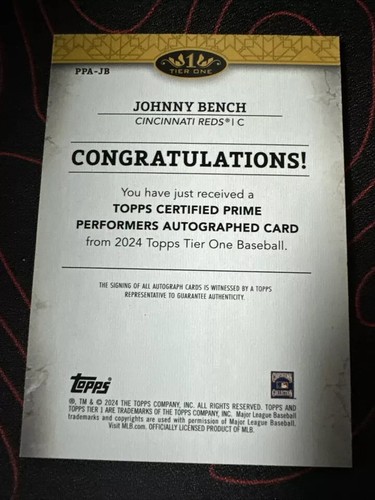 1
TIER ONE
PPA-JB
JOHNNY BENCH
CINCINNATI REDS® | C
CONGRATULATIONS!
You have just received a
TOPPS CERTIFIED PRIME
PERFORMERS AUTOGRAPHED CARD
from 2024 Topps Tier One Baseball.
THE SIGNING OF ALL AUTOGRAPH CARDS IS WITNESSED BY A TOPPS
REPRESENTATIVE TO GUARANTEE AUTHENTICITY.
Topps
®, TM & © 2024 THE TOPPS COMPANY, INC. ALL RIGHTS RESERVED. TOPPS AND
TOPPS TIER 1 ARE TRADEMARKS OF THE TOPPS COMPANY, INC. Major League Baseball
trademarks and copyrights are used with permission of Major League Baseball.
Visit MLB.com. OFFICIALLY LICENSED PRODUCT OF MLB.